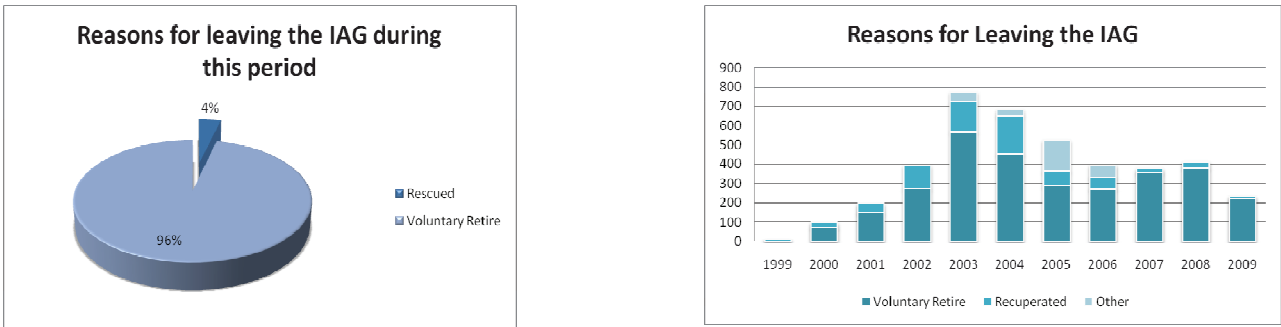 Reasons for leaving the IAG during
this period
4%
96%
Rescued
Voluntary Retire
Reasons for Leaving the IAG
900
800
700
600
500
400
300
200
100
0
1999 2000 2001 2002 2003 2004 2005 2006 2007 2008 2009
Voluntary Retire Recuperated Other